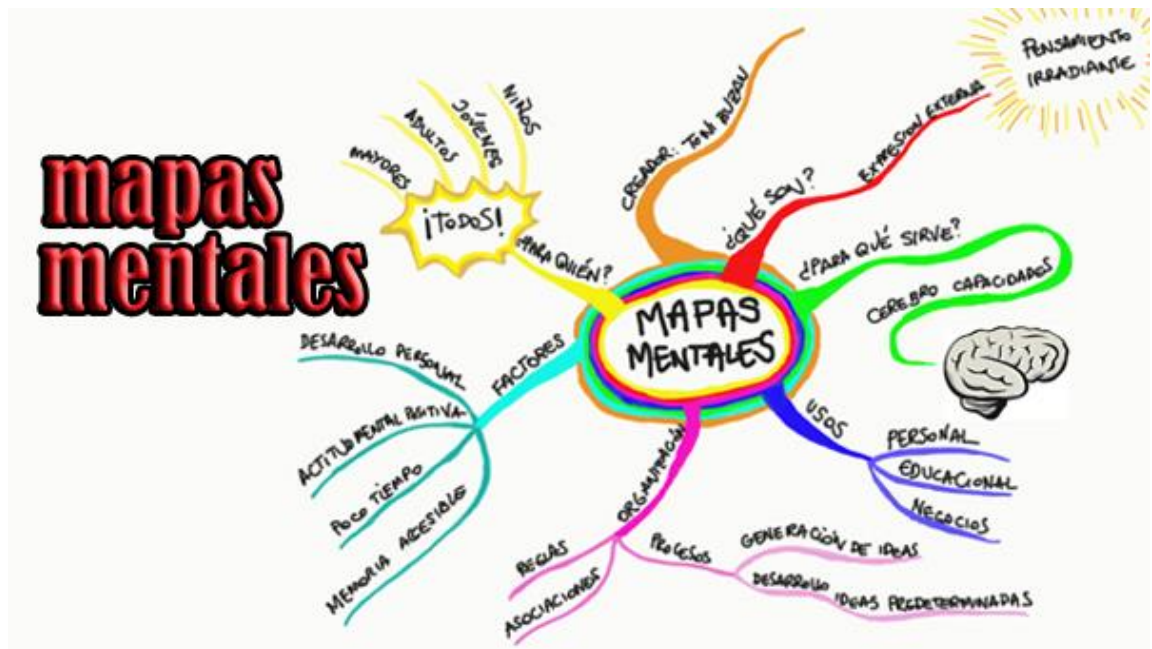 mapas
mentales
MAPAS
MENTALES
CREADOR: TONI BUZAN
¿QUÉ SON?
EXPRESION EXTERNA
PENSAMIENTO
IRRADIANTE
¿PARA QUÉ SIRVE?
CEREBRO CAPACIDADES
USOS
PERSONAL
EDUCACIONAL
NEGOCIOS
ORGANIZACIÓN
PROCESOS
GENERACIÓN DE IDEAS
DESARROLLO IDEAS PREDETERMINADAS
REGLAS
ASOCIACIONES
FACTORES
DESARROLLO PERSONAL
ACTITUD MENTAL POSITIVA
POCO TIEMPO
MEMORIA ACCESIBLE
¿PARA QUIÉN?
¡TODOS!
MAYORES
ADULTOS
JÓVENES
NIÑOS